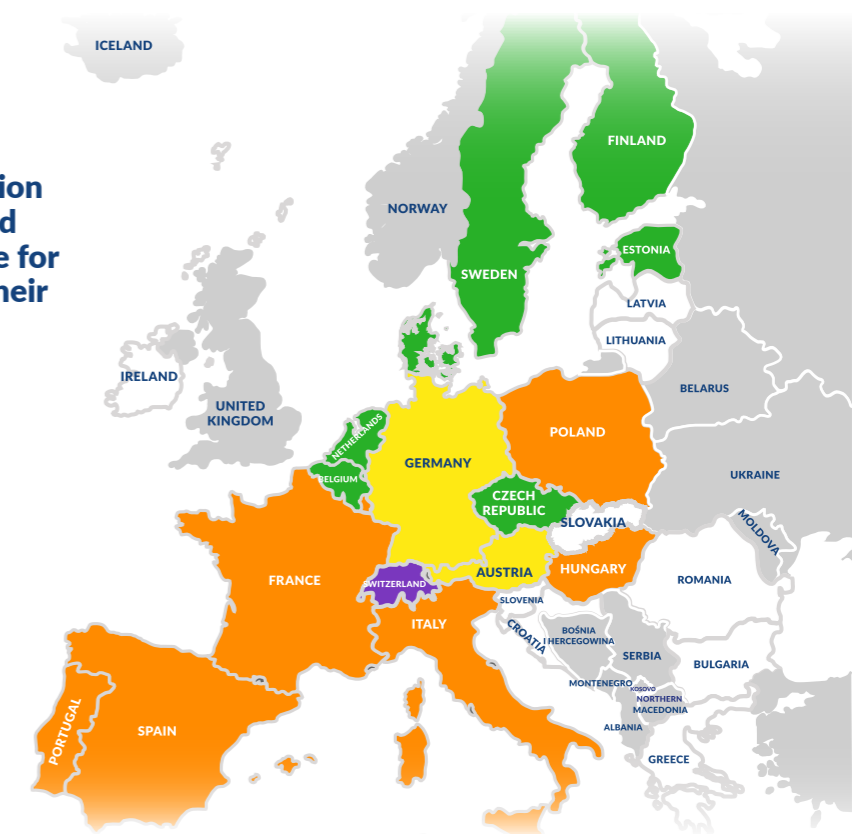 ICELAND
FINLAND
ion
d
e for
heir
NORWAY
ESTONIA
SWEDEN
LATVIA
LITHUANIA
IRELAND
BELARUS
UNITED
KINGDOM
NETHERLANDS
POLAND
GERMANY
BELGIUM
UKRAINE
CZECH
REPUBLIC
SLOVAKIA
MOLDOVA
AUSTRIA
HUNGARY
FRANCE
SWITZERLAND
ROMANIA
SLOVENIA
ITALY
CROATIA
BOŚNIA
I HERCEGOWINA
SERBIA
BULGARIA
MONTENEGRO
KOSOVO
NORTHERN
MACEDONIA
PORTUGAL
SPAIN
ALBANIA
GREECE